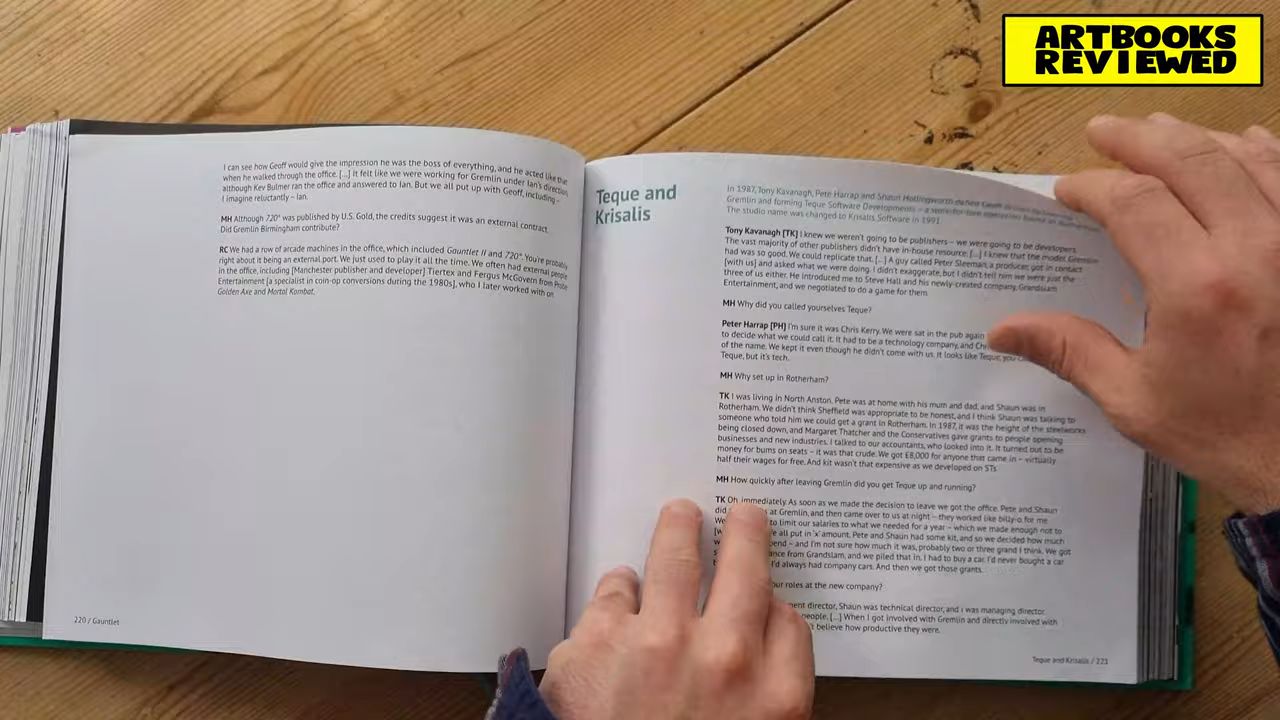 ARTBOOKS
REVIEWED
I can see how Geoff would give the impression he was the boss of everything, and he acted like that
when he walked through the office. [...] It felt like we were working for Gremlin under Ian's direction,
although Kev Bulmer ran the office and answered to Ian. But we all put up with Geoff, including –
I imagine reluctantly – Ian.
MH Although 720° was published by U.S. Gold, the credits suggest it was an external contract.
Did Gremlin Birmingham contribute?
RC We had a row of arcade machines in the office, which included Gauntlet II and 720°. You're probably
right about it being an external port. We just used to play it all the time. We often had external people
in the office, including [Manchester publisher and developer] Tiertex and Fergus McGovern from Probe
Entertainment [a specialist in coin-op conversions during the 1980s], who I later worked with on
Golden Axe and Mortal Kombat.
220 / Gauntlet
Teque and
Krisalis
In 1987, Tony Kavanagh, Pete Harrap and Shaun Hollingworth
Gremlin and forming Teque Software Developments – a
The studio name was changed to Krisalis Software in 1991.
Tony Kavanagh [TK] I knew we weren't going to be publishers – we were going to be developers.
The vast majority of other publishers didn't have in-house resource. [...] I knew that the model Gremlin
had was so good. We could replicate that. [...] A guy called Peter Sleeman, a producer, got in contact
[with us] and asked what we were doing. I didn't exaggerate, but I didn't tell him we were just the
three of us either. He introduced me to Steve Hall and his newly-created company, Grandslam
Entertainment, and we negotiated to do a game for them.
MH Why did you called yourselves Teque?
Peter Harrap [PH] I'm sure it was Chris Kerry. We were sat in the pub again
to decide what we could call it. It had to be a technology company, and
of the name. We kept it even though he didn't come with us. It looks like Teque, you
Teque, but it's tech.
MH Why set up in Rotherham?
TK I was living in North Anston. Pete was at home with his mum and dad, and Shaun was in
Rotherham. We didn't think Sheffield was appropriate to be honest, and I think Shaun was talking to
someone who told him we could get a grant in Rotherham. In 1987, it was the height of the steelworks
being closed down, and Margaret Thatcher and the Conservatives gave grants to people opening
businesses and new industries. I talked to our accountants, who looked into it. It turned out to be
money for bums on seats – it was that crude. We got £8,000 for anyone that came in – virtually
half their wages for free. And kit wasn't that expensive as we developed on STs.
MH How quickly after leaving Gremlin did you get Teque up and running?
TK Oh, immediately. As soon as we made the decision to leave we got the office. Pete and Shaun
did at Gremlin, and then came over to us at night – they worked like billy-o for me.
to limit our salaries to what we needed for a year – which we made enough not to
all put in 'x' amount. Pete and Shaun had some kit, and so we decided how much
– and I'm not sure how much it was, probably two or three grand I think. We got
from Grandslam, and we piled that in. I had to buy a car. I'd never bought a car
I'd always had company cars. And then we got those grants.
roles at the new company?
director, Shaun was technical director, and I was managing director.
people. [...] When I got involved with Gremlin and directly involved with
believe how productive they were.
Teque and Krisalis / 221